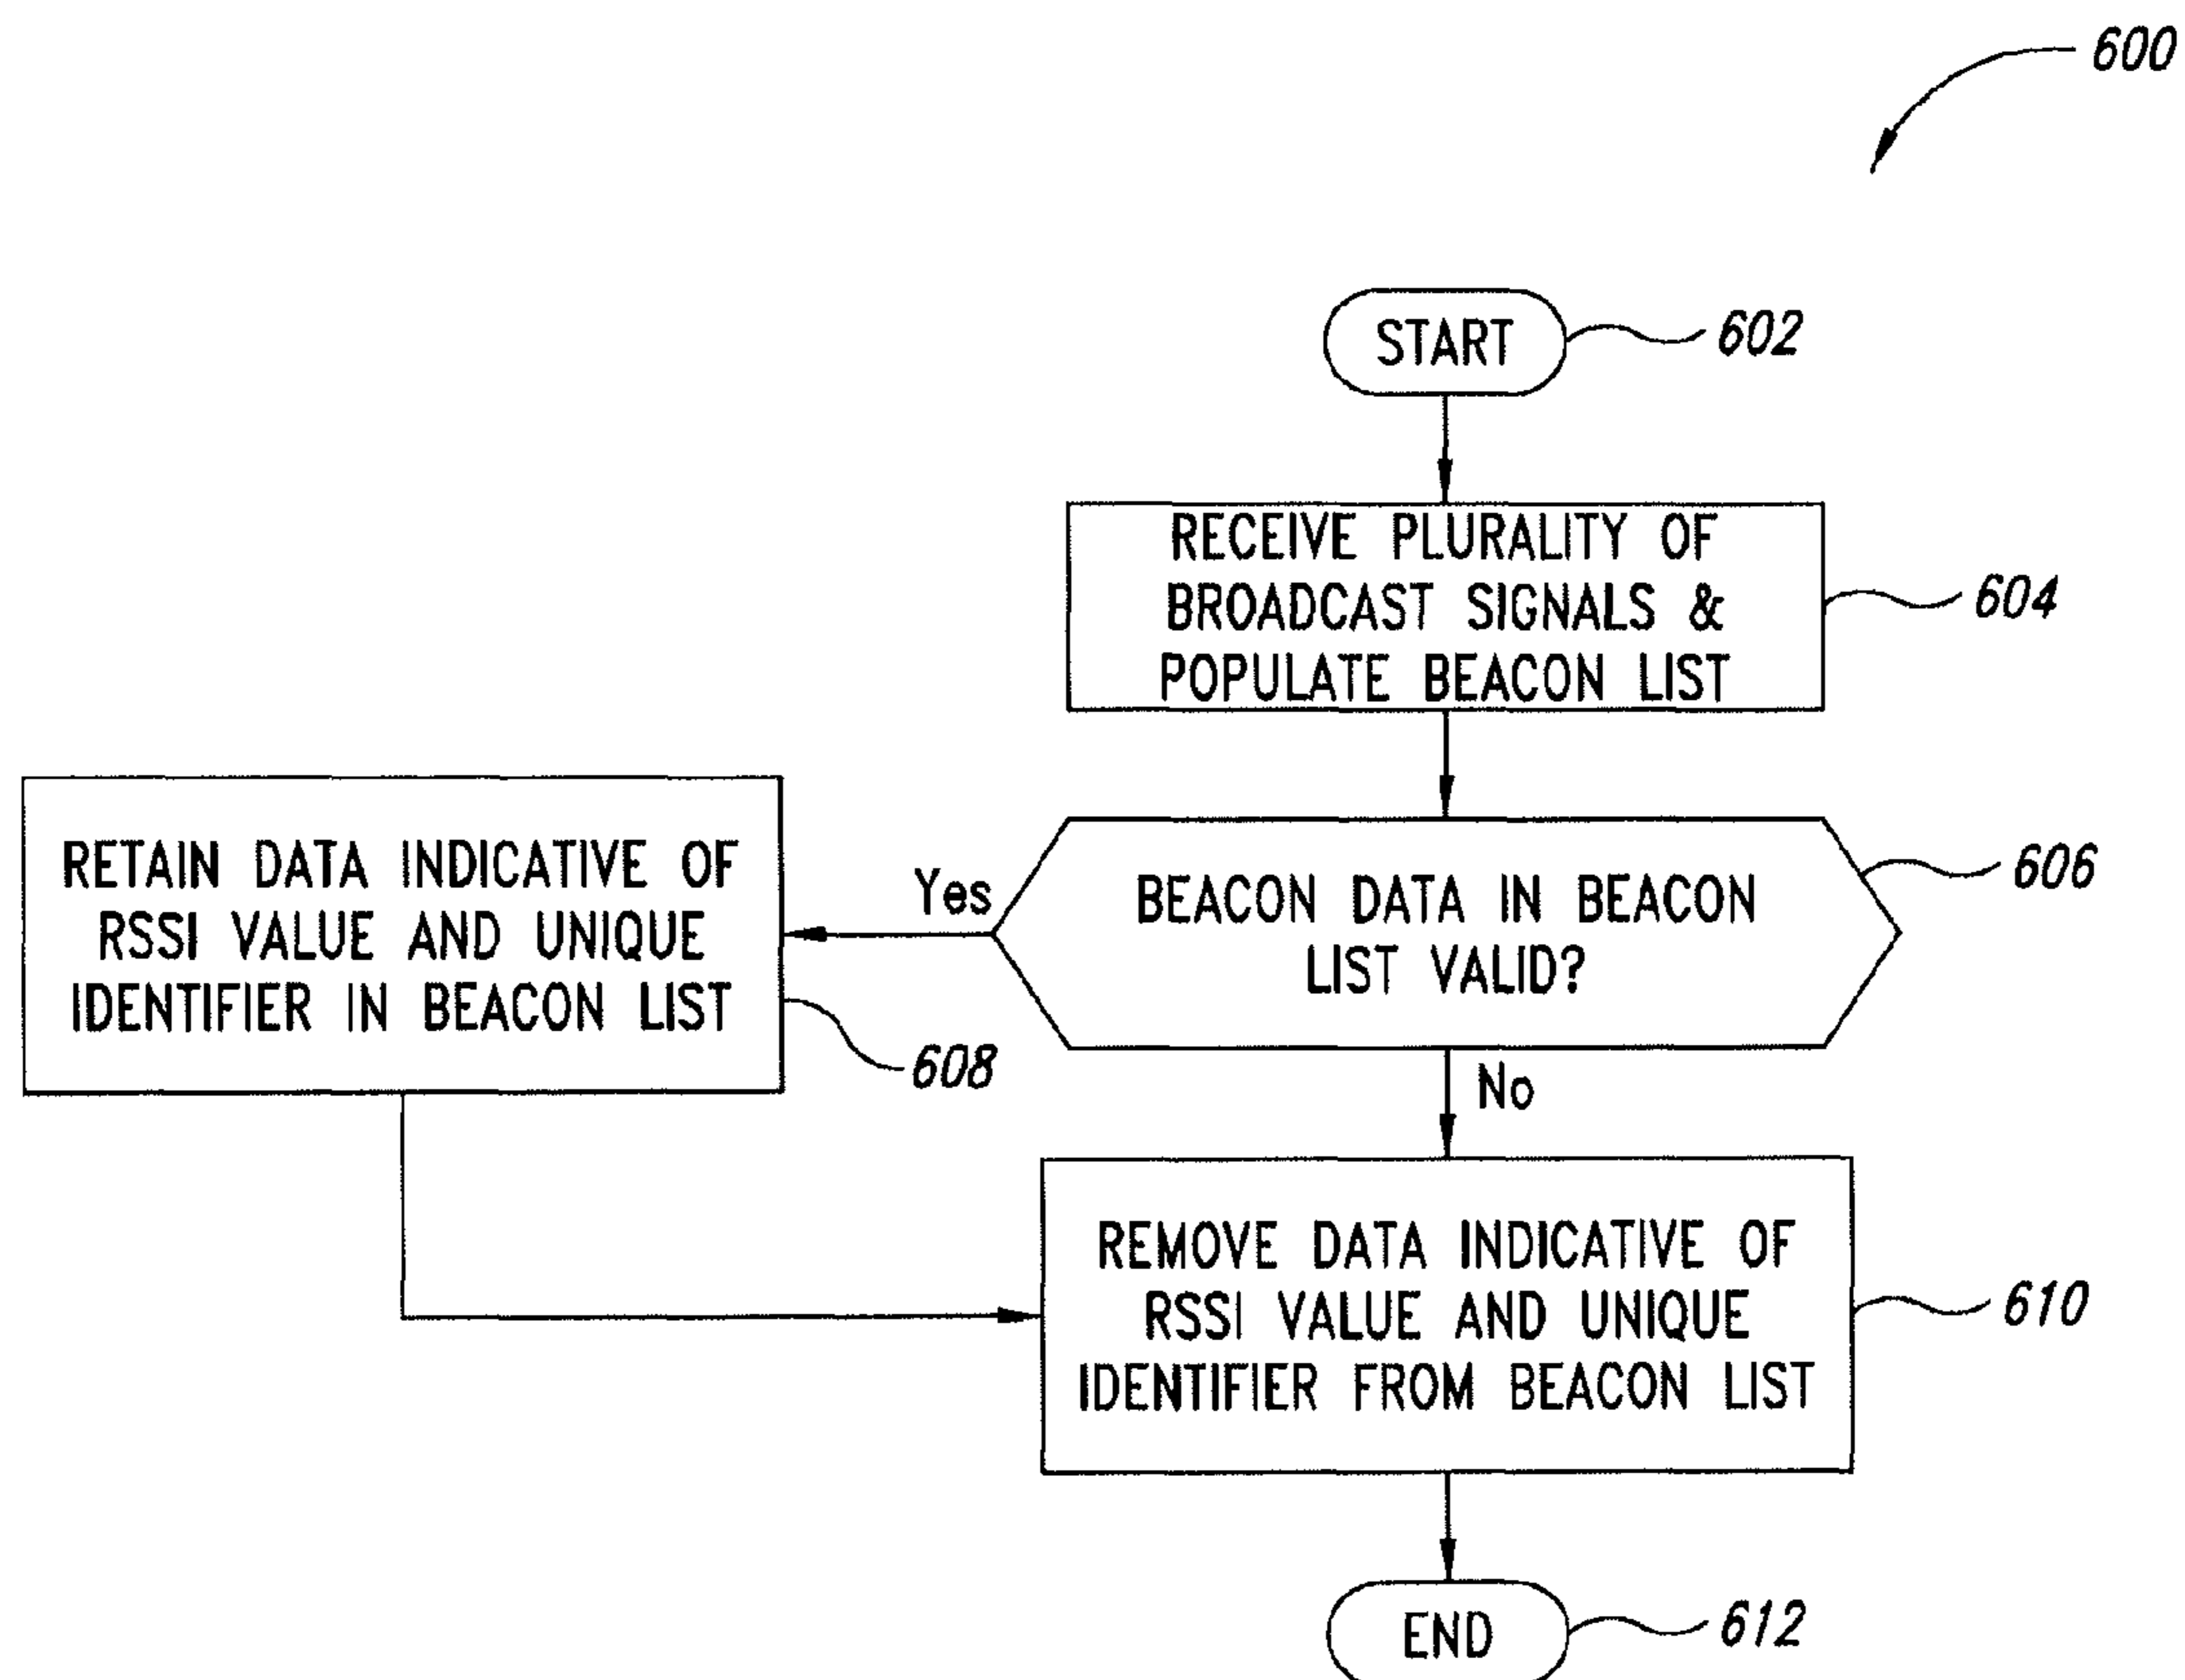 600
START
602
RECEIVE PLURALITY OF
BROADCAST SIGNALS &
POPULATE BEACON LIST
604
BEACON DATA IN BEACON
LIST VALID?
606
Yes
RETAIN DATA INDICATIVE OF
RSSI VALUE AND UNIQUE
IDENTIFIER IN BEACON LIST
608
No
REMOVE DATA INDICATIVE OF
RSSI VALUE AND UNIQUE
IDENTIFIER FROM BEACON LIST
610
END
612